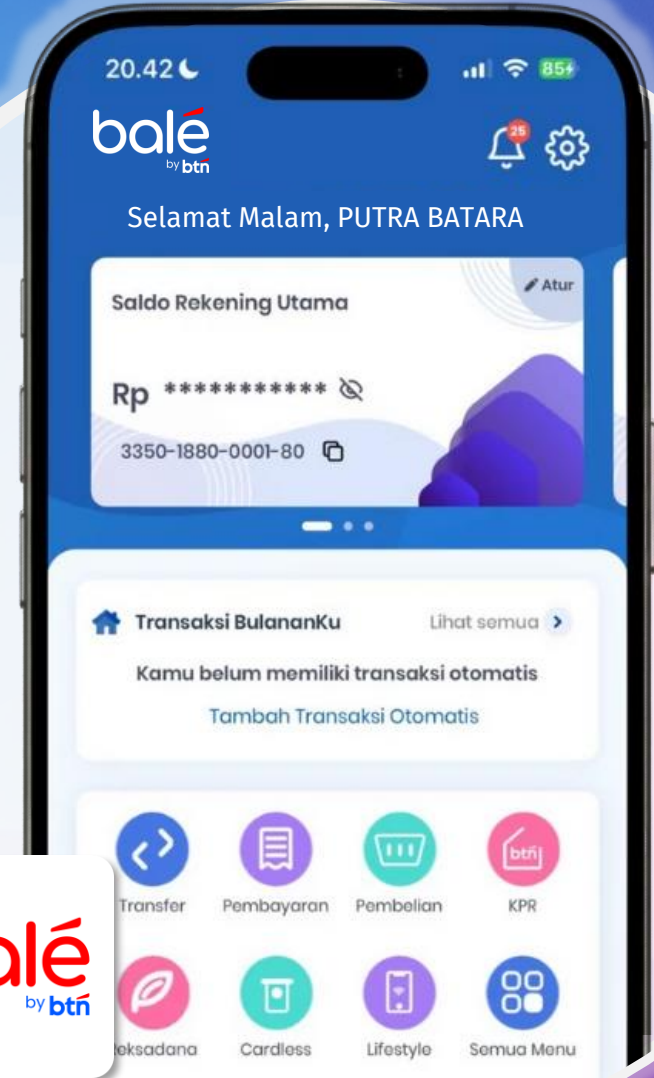 20.42
85
balé
by btn
25
Selamat Malam, PUTRA BATARA
Saldo Rekening Utama
Atur
Rp ***********
3350-1880-0001-80
Transaksi BulananKu
Lihat semua
Kamu belum memiliki transaksi otomatis
Tambah Transaksi Otomatis
btn
Transfer
Pembayaran
Pembelian
KPR
alé
by btn
eksadana
Cardless
Lifestyle
Semua Menu